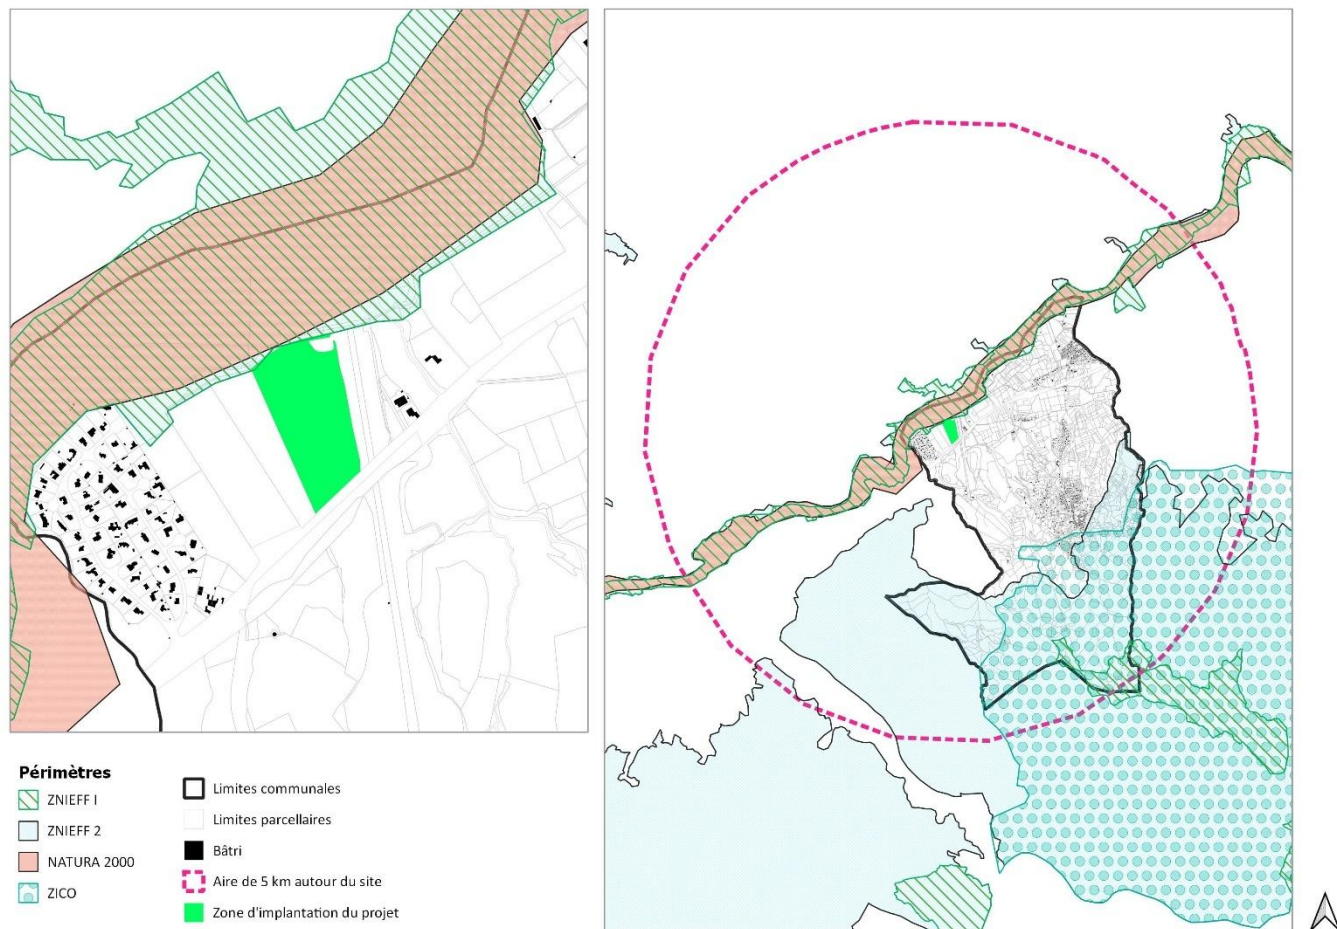 Périmètres
ZNIEFF I
ZNIEFF 2
NATURA 2000
ZICO
Limites communales
Limites parcellaires
Bâtri
Aire de 5 km autour du site
Zone d'implantation du projet